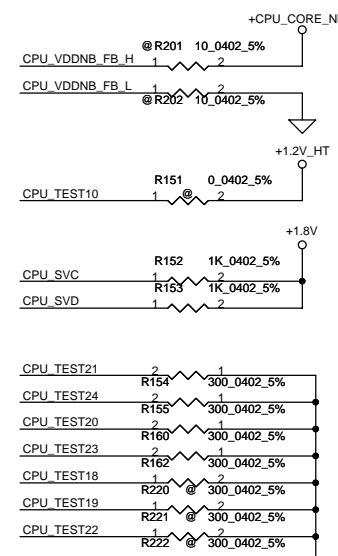 +CPU_CORE_N
@ R201 10_0402_5%
CPU_VDDNB_FB_H 1 2
CPU_VDDNB_FB_L 1 2
@ R202 10_0402_5%
+1.2V_HT
R151 0_0402_5%
CPU_TEST10 1 @ 2
+1.8V
R152 1K_0402_5%
CPU_SVC 1 2
R153 1K_0402_5%
CPU_SVD 1 2
CPU_TEST21 2 1
R154 300_0402_5%
CPU_TEST24 2 1
R155 300_0402_5%
CPU_TEST20 2 1
R160 300_0402_5%
CPU_TEST23 2 1
R162 300_0402_5%
CPU_TEST18 2 1
R220 @ 300_0402_5%
CPU_TEST19 2 1
R221 @ 300_0402_5%
CPU_TEST22 2 1
R222 @ 300_0402_5%